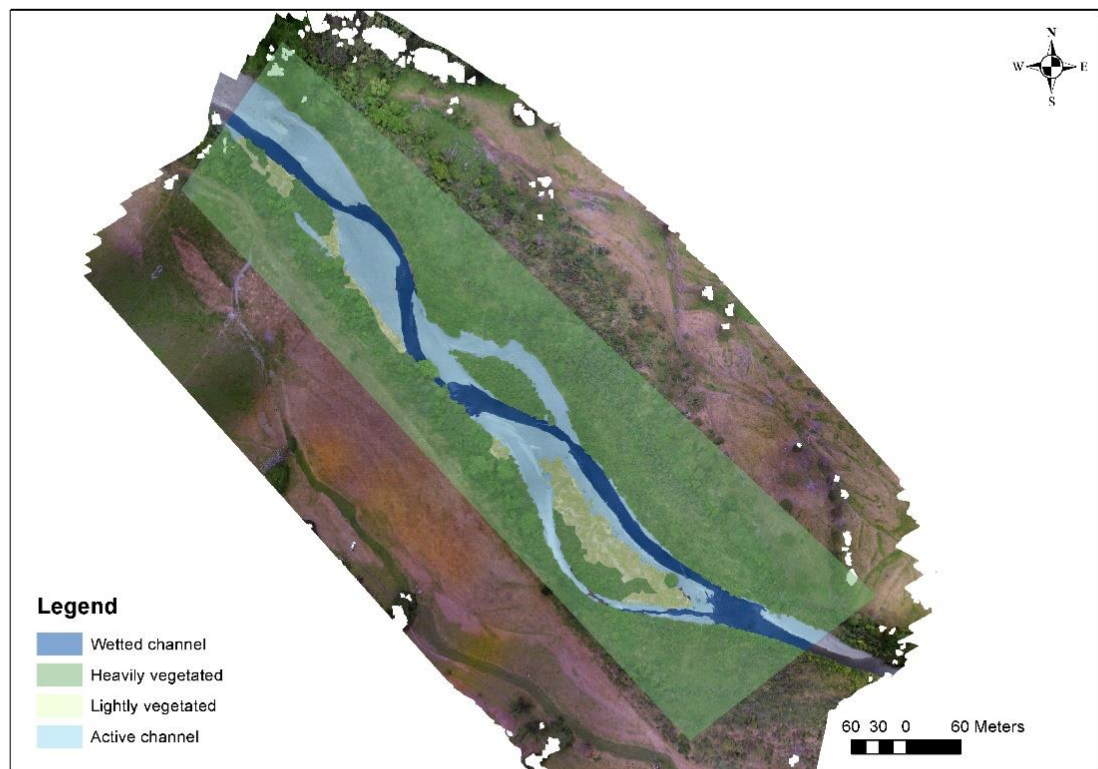 N
W E
S
Legend
Wetted channel
Heavily vegetated
Lightly vegetated
Active channel
60 30 0 60 Meters